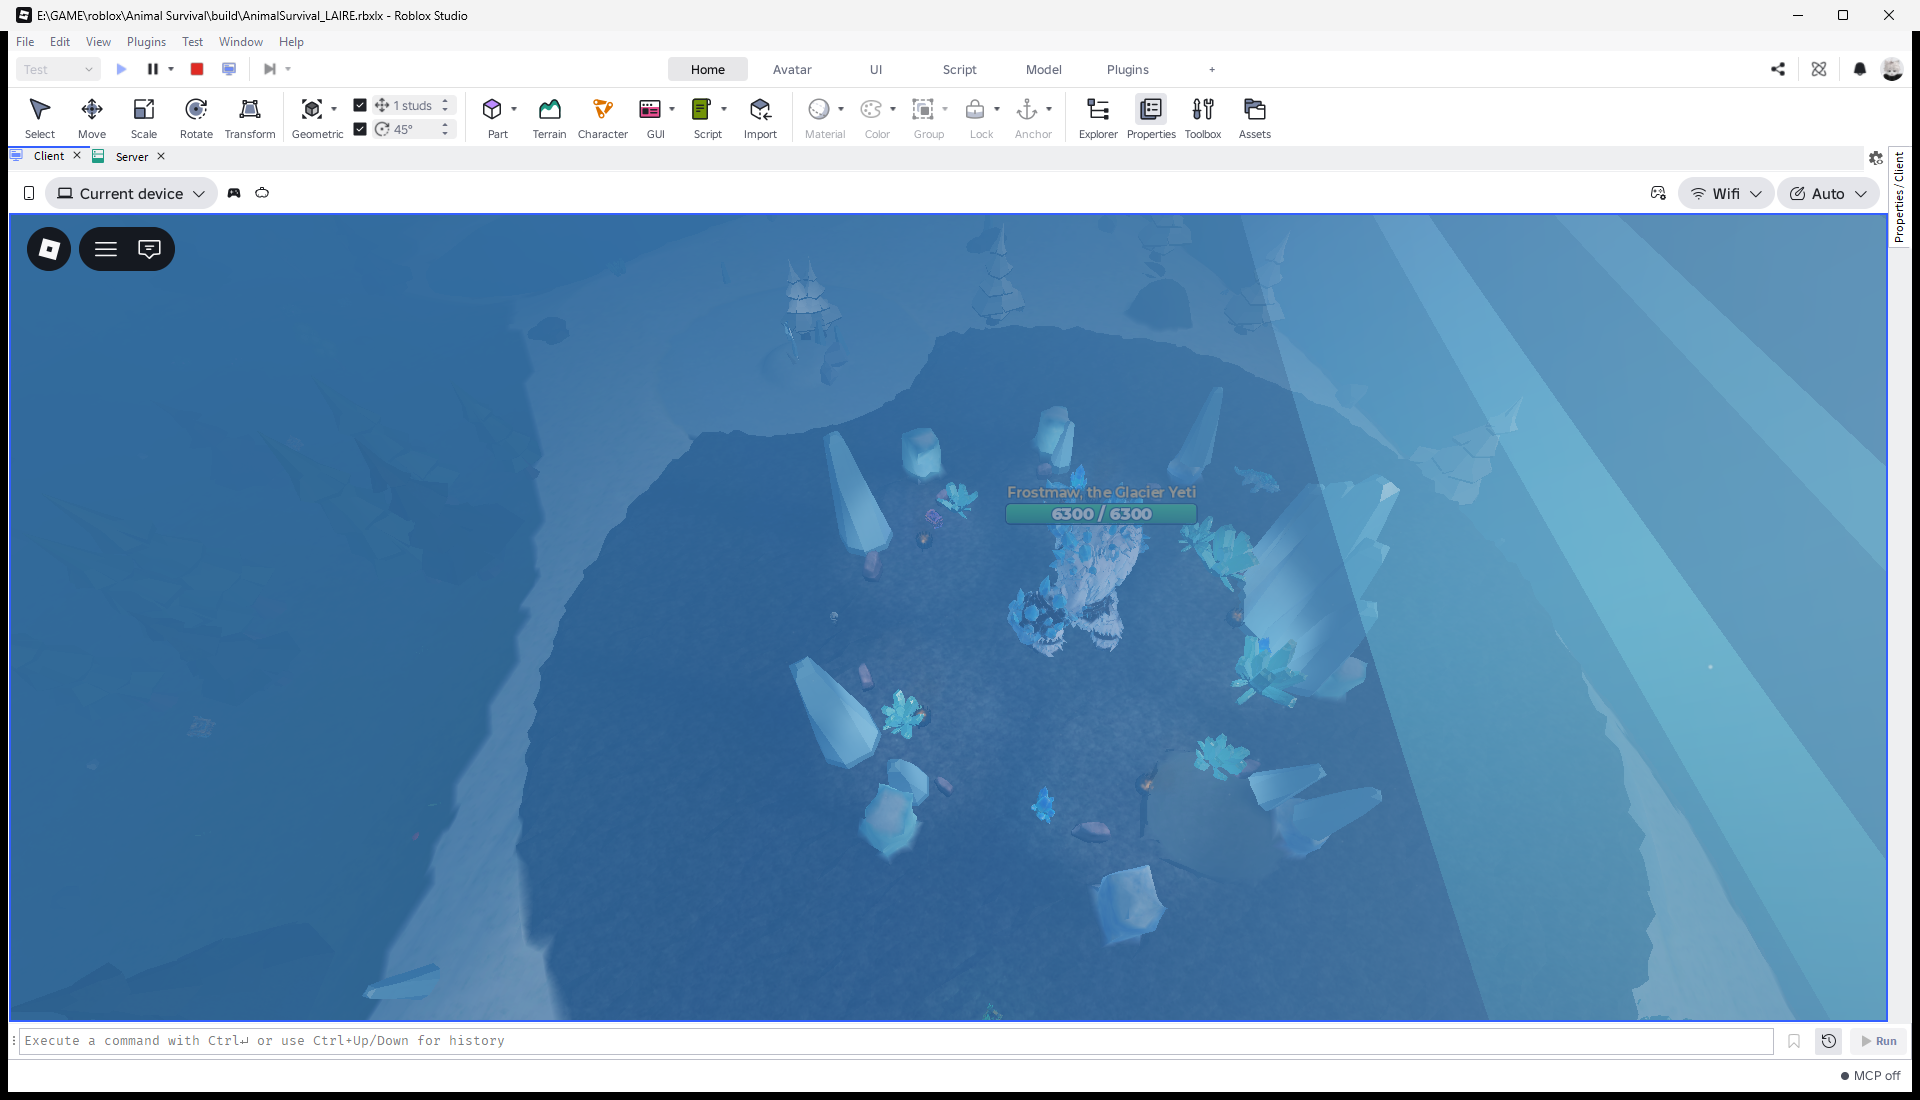 E:\GAME\roblox\Animal Survival\build\AnimalSurvival_LAIRE.rbxlx - Roblox Studio
File Edit View Plugins Test Window Help
Test
Home Avatar UI Script Model Plugins +
1 studs
45°
Select Move Scale Rotate Transform Geometric Part Terrain Character GUI Script Import Material Color Group Lock Anchor Explorer Properties Toolbox Assets
Client Server
Properties / Client
Current device
Wifi
Auto
Frostmaw, the Glacier Yeti
6300 / 6300
Execute a command with Ctrl↵ or use Ctrl+Up/Down for history
Run
MCP off